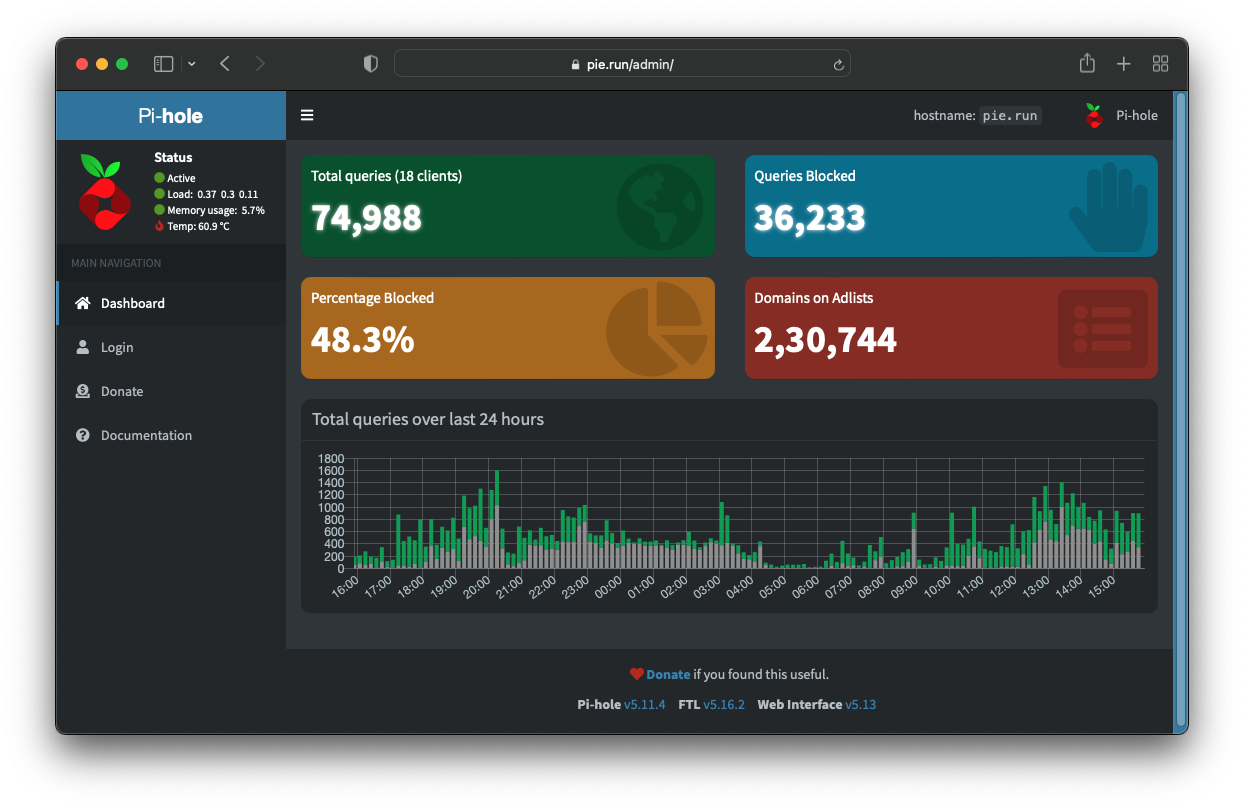 pie.run/admin/
Pi-hole
hostname: pie.run
Pi-hole
Status
Active
Load: 0.37 0.3 0.11
Memory usage: 5.7%
Temp: 60.9 °C
MAIN NAVIGATION
Dashboard
Login
Donate
Documentation
Total queries (18 clients)
74,988
Queries Blocked
36,233
Percentage Blocked
48.3%
Domains on Adlists
2,30,744
Total queries over last 24 hours
1800
1600
1400
1200
1000
800
600
400
200
0
16:00 17:00 18:00 19:00 20:00 21:00 22:00 23:00 00:00 01:00 02:00 03:00 04:00 05:00 06:00 07:00 08:00 09:00 10:00 11:00 12:00 13:00 14:00 15:00
Donate if you found this useful.
Pi-hole v5.11.4 FTL v5.16.2 Web Interface v5.13